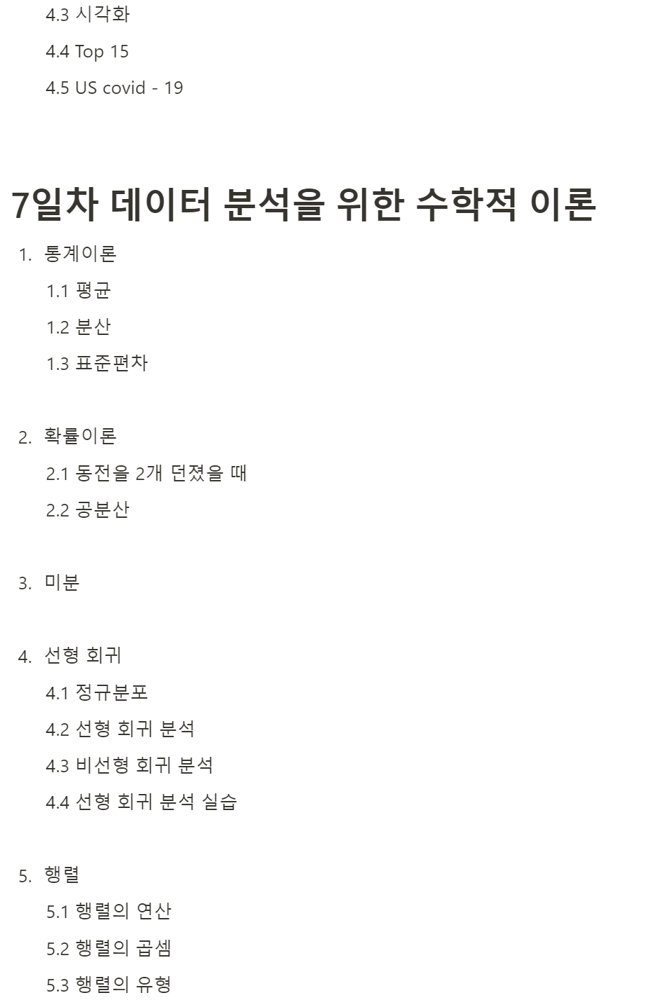 4.3 시각화
4.4 Top 15
4.5 US covid - 19
7일차 데이터 분석을 위한 수학적 이론
1. 통계이론
1.1 평균
1.2 분산
1.3 표준편차
2. 확률이론
2.1 동전을 2개 던졌을 때
2.2 공분산
3. 미분
4. 선형 회귀
4.1 정규분포
4.2 선형 회귀 분석
4.3 비선형 회귀 분석
4.4 선형 회귀 분석 실습
5. 행렬
5.1 행렬의 연산
5.2 행렬의 곱셈
5.3 행렬의 유형